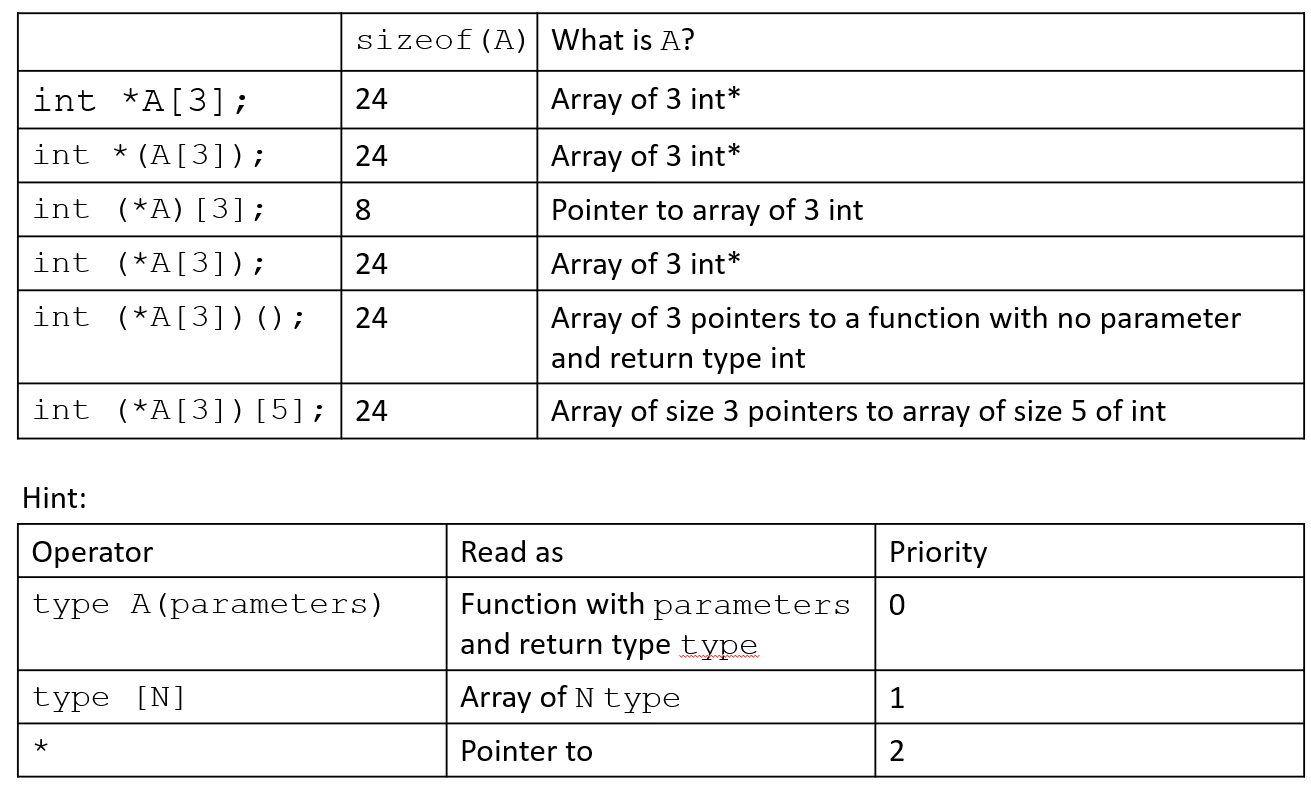 sizeof(A) What is A?
int *A[3]; 24 Array of 3 int*
int *(A[3]); 24 Array of 3 int*
int (*A)[3]; 8 Pointer to array of 3 int
int (*A[3]); 24 Array of 3 int*
int (*A[3])(); 24 Array of 3 pointers to a function with no parameter
and return type int
int (*A[3])[5]; 24 Array of size 3 pointers to array of size 5 of int
Hint:
Operator Read as Priority
type A(parameters) Function with parameters 0
and return type type
type [N] Array of N type 1
* Pointer to 2